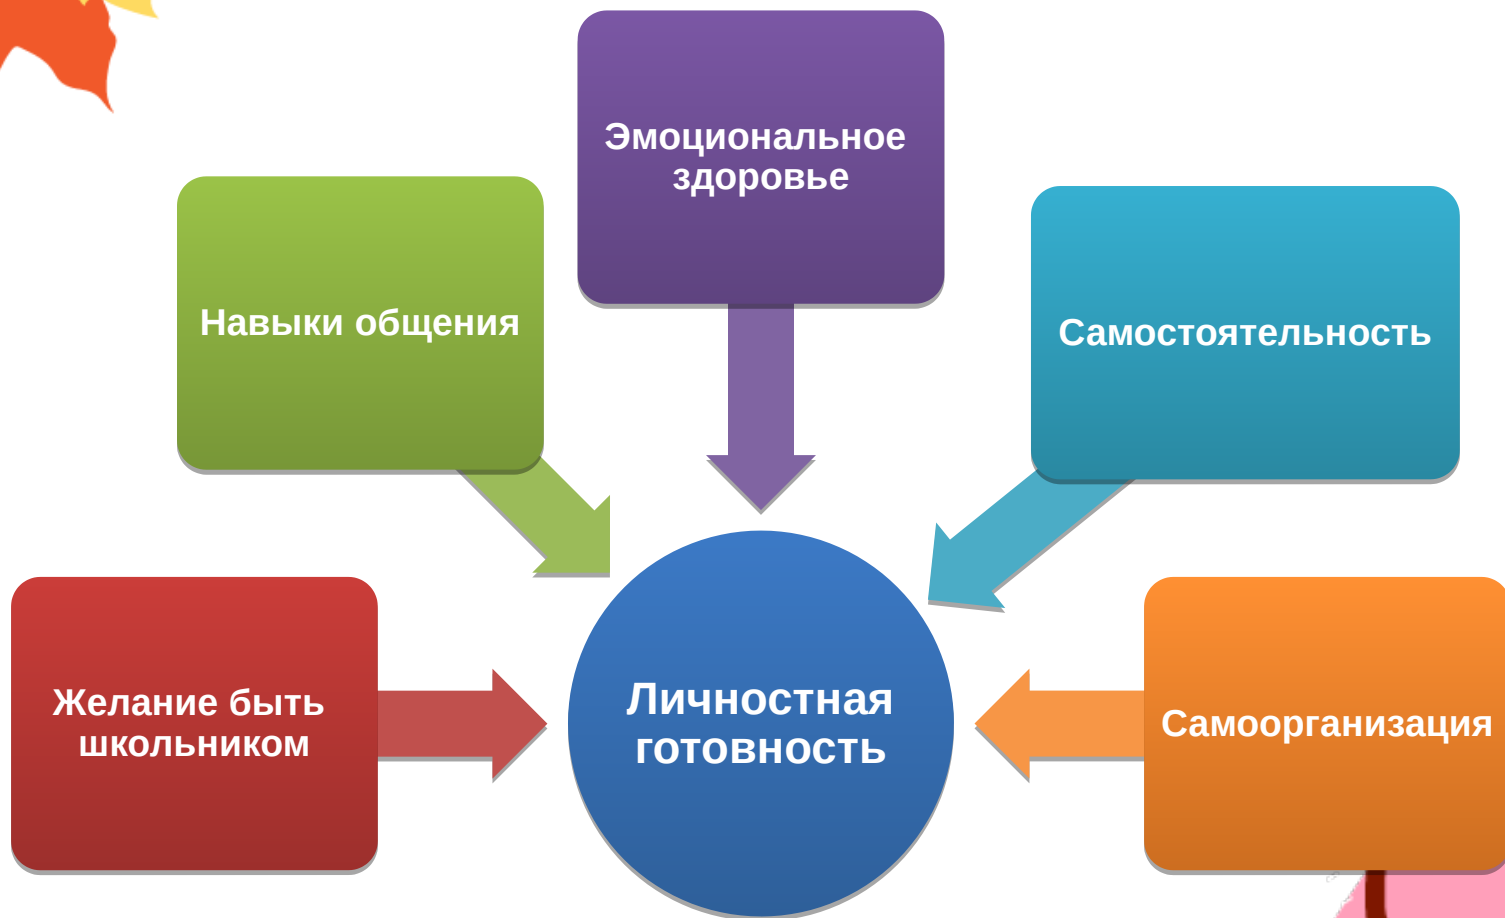 Эмоциональное
здоровье
Навыки общения
Самостоятельность
Желание быть
школьником
Личностная
готовность
Самоорганизация